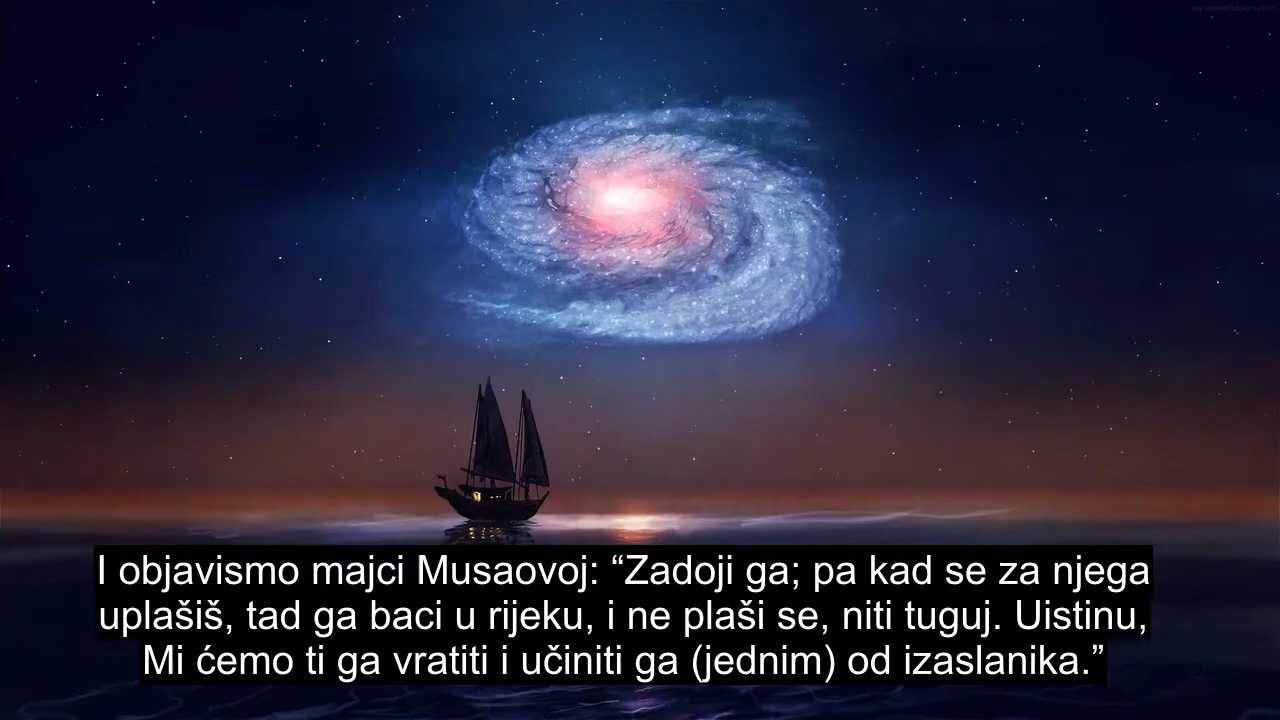 I objavismo majci Musaovoj: “Zadoji ga; pa kad se za njega
uplašiš, tad ga baci u rijeku, i ne plaši se, niti tuguj. Uistinu,
Mi ćemo ti ga vratiti i učiniti ga (jednim) od izaslanika.”